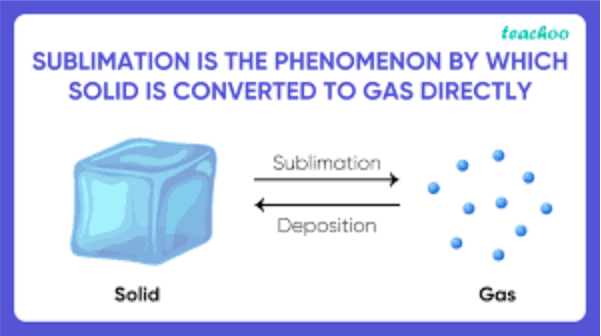 teachoo
SUBLIMATION IS THE PHENOMENON BY WHICH
SOLID IS CONVERTED TO GAS DIRECTLY
Sublimation
Deposition
Solid
Gas